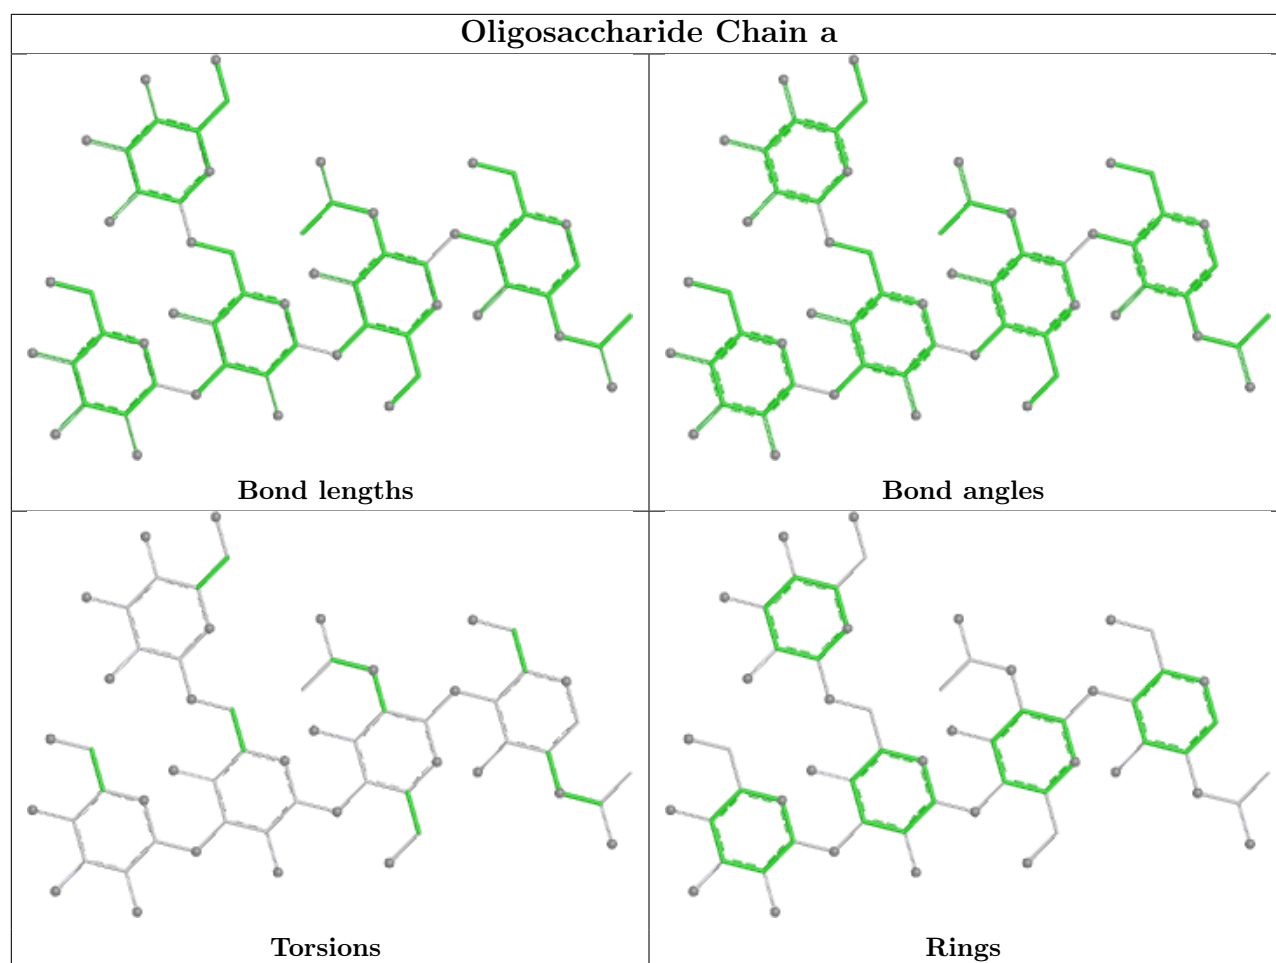 Oligosaccharide Chain a
Bond lengths
Bond angles
Torsions
Rings